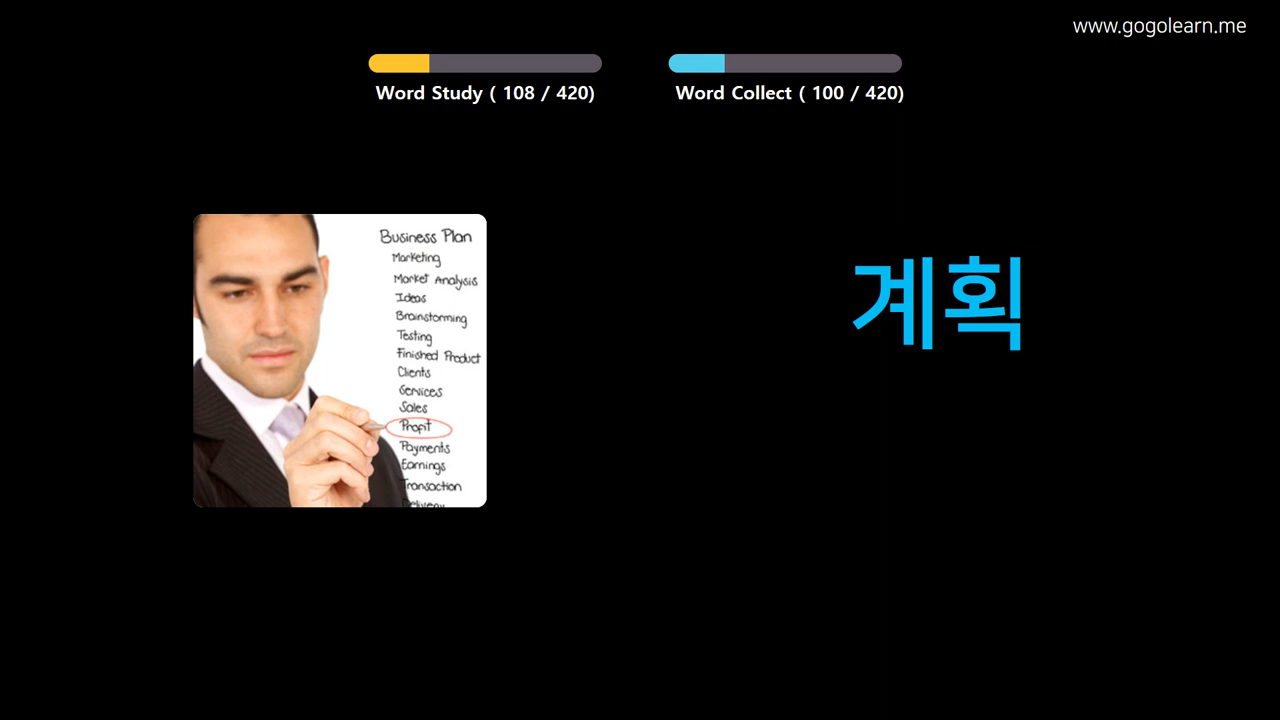 www.gogolearn.me
Word Study ( 108 / 420)
Word Collect ( 100 / 420)
Business Plan
Marketing
Market Analysis
Ideas
Brainstorming
Testing
Finished Product
Clients
Services
Sales
Profit
Payments
Earnings
Transaction
Delivery
계획